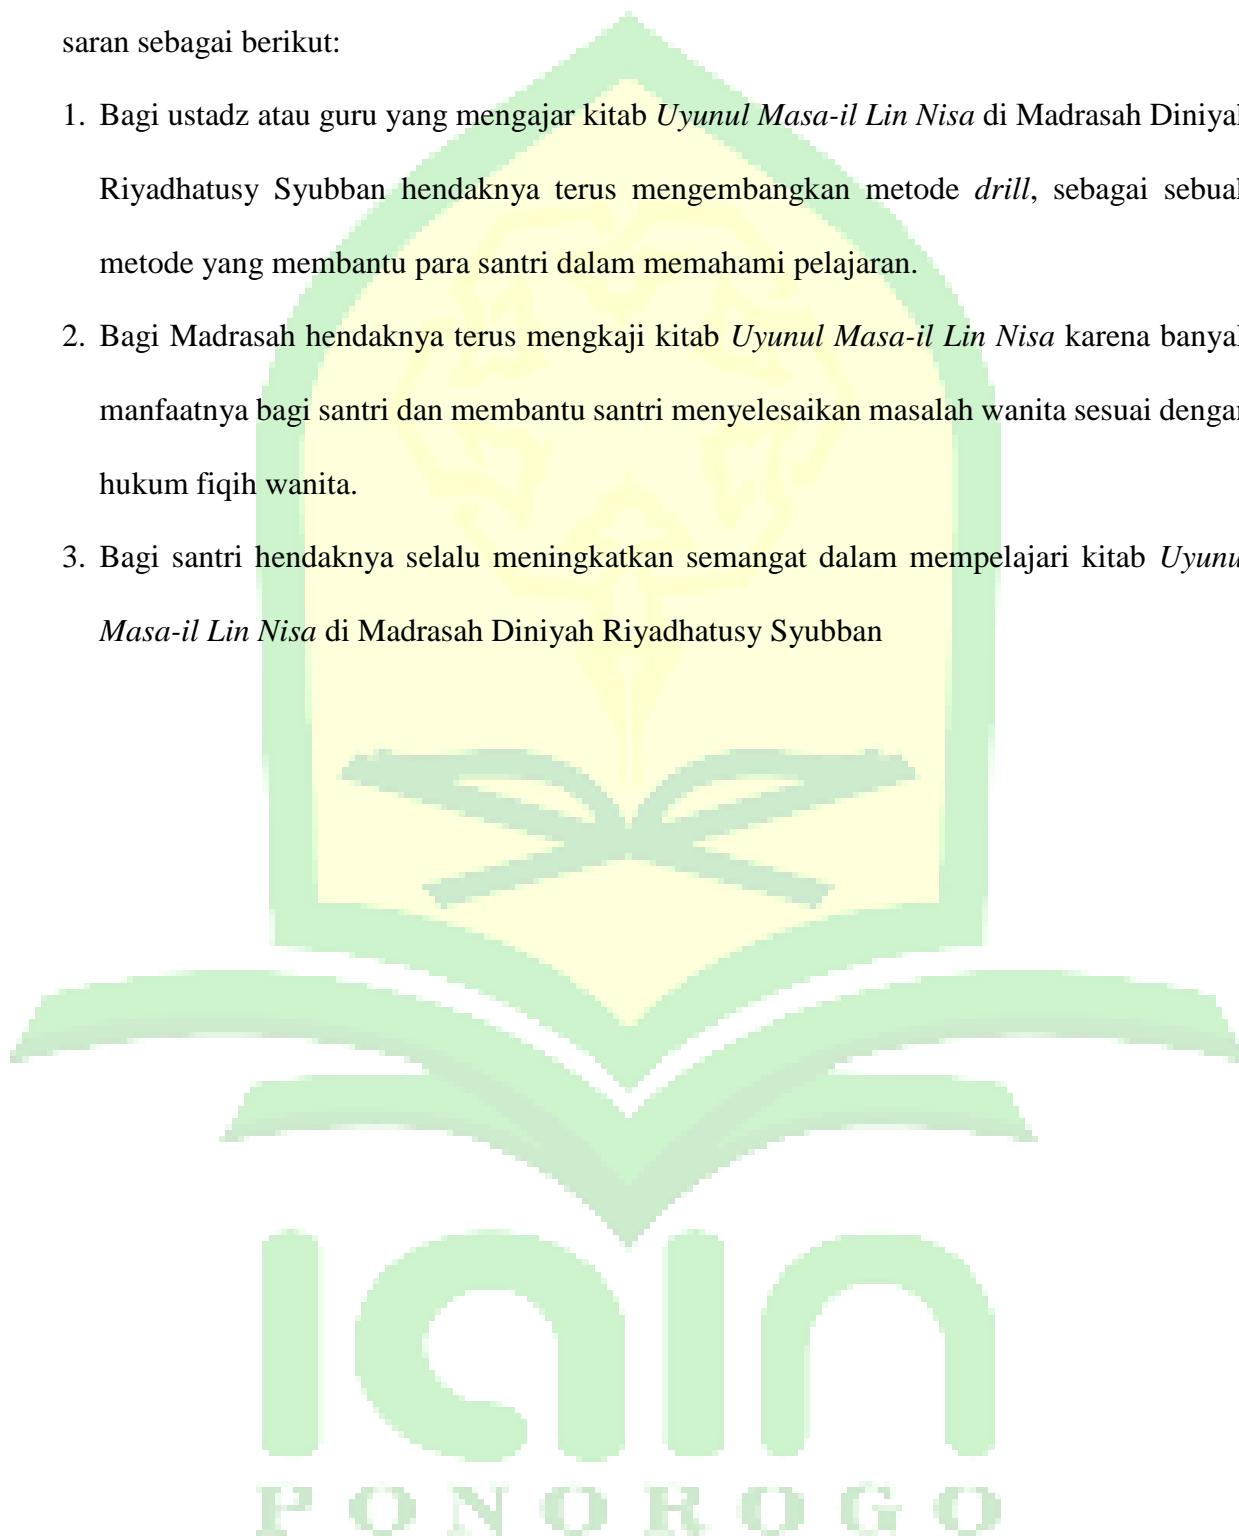 saran sebagai berikut:
1. Bagi ustadz atau guru yang mengajar kitab Uyunul Masa-il Lin Nisa di Madrasah Diniyah
Riyadhatusy Syubban hendaknya terus mengembangkan metode drill, sebagai sebuah
metode yang membantu para santri dalam memahami pelajaran.
2. Bagi Madrasah hendaknya terus mengkaji kitab Uyunul Masa-il Lin Nisa karena banyak
manfaatnya bagi santri dan membantu santri menyelesaikan masalah wanita sesuai dengan
hukum fiqih wanita.
3. Bagi santri hendaknya selalu meningkatkan semangat dalam mempelajari kitab Uyunul
Masa-il Lin Nisa di Madrasah Diniyah Riyadhatusy Syubban
iain
PONOROGO